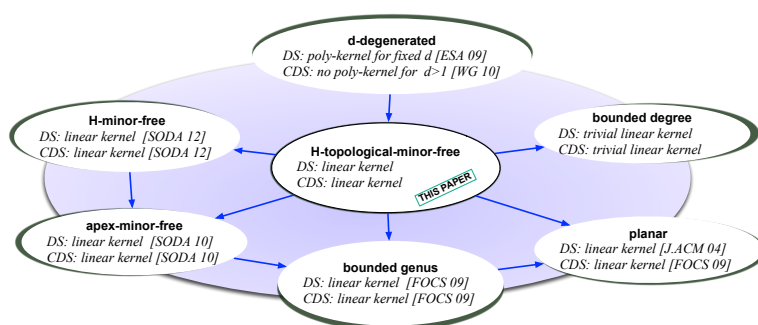 d-degenerated
DS: poly-kernel for fixed d [ESA 09]
CDS: no poly-kernel for d>1 [WG 10]
H-minor-free
DS: linear kernel [SODA 12]
CDS: linear kernel [SODA 12]
bounded degree
DS: trivial linear kernel
CDS: trivial linear kernel
H-topological-minor-free
DS: linear kernel
CDS: linear kernel
THIS PAPER
apex-minor-free
DS: linear kernel [SODA 10]
CDS: linear kernel [SODA 10]
planar
DS: linear kernel [J.ACM 04]
CDS: linear kernel [FOCS 09]
bounded genus
DS: linear kernel [FOCS 09]
CDS: linear kernel [FOCS 09]